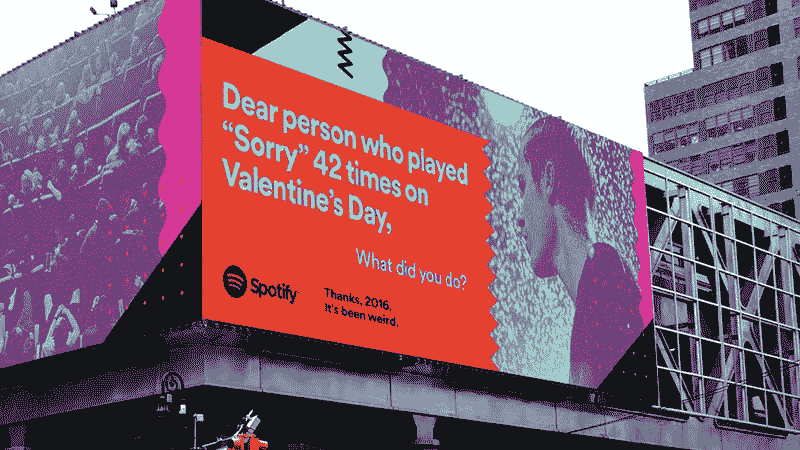 Dear person who played
“Sorry” 42 times on
Valentine’s Day,
What did you do?
Spotify
Thanks, 2016.
It’s been weird.